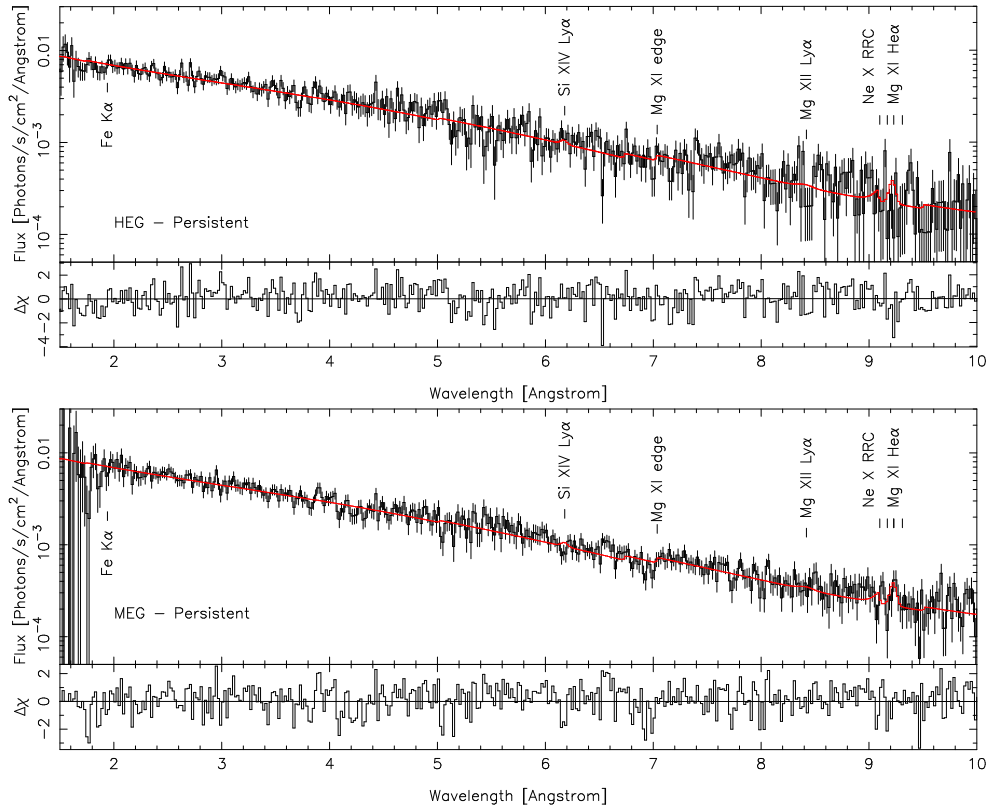 Flux [Photons/s/cm²/Angstrom]
0.01
10⁻³
10⁻⁴
Fe Kα
Si XIV Lyα
Mg XI edge
Mg XII Lyα
Ne X RRC
Mg XI Heα
HEG – Persistent
Δχ
2
0
−2
−4
2 3 4 5 6 7 8 9 10
Wavelength [Angstrom]
Flux [Photons/s/cm²/Angstrom]
0.01
10⁻³
10⁻⁴
Fe Kα
Si XIV Lyα
Mg XI edge
Mg XII Lyα
Ne X RRC
Mg XI Heα
MEG – Persistent
Δχ
2
0
−2
2 3 4 5 6 7 8 9 10
Wavelength [Angstrom]